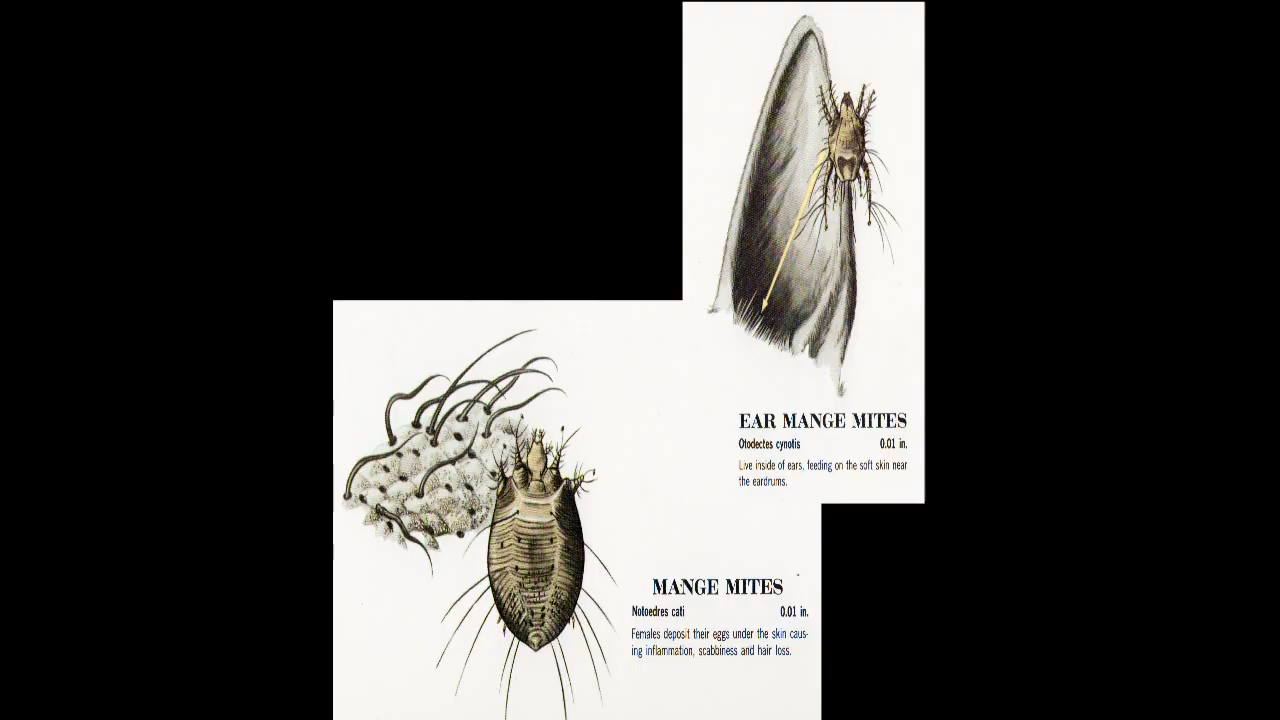 EAR MANGE MITES
Otodectes cynotis 0.01 in.
Live inside of ears, feeding on the soft skin near
the eardrums.
MANGE MITES
Notoedres cati 0.01 in.
Females deposit their eggs under the skin caus-
ing inflammation, scabbiness and hair loss.